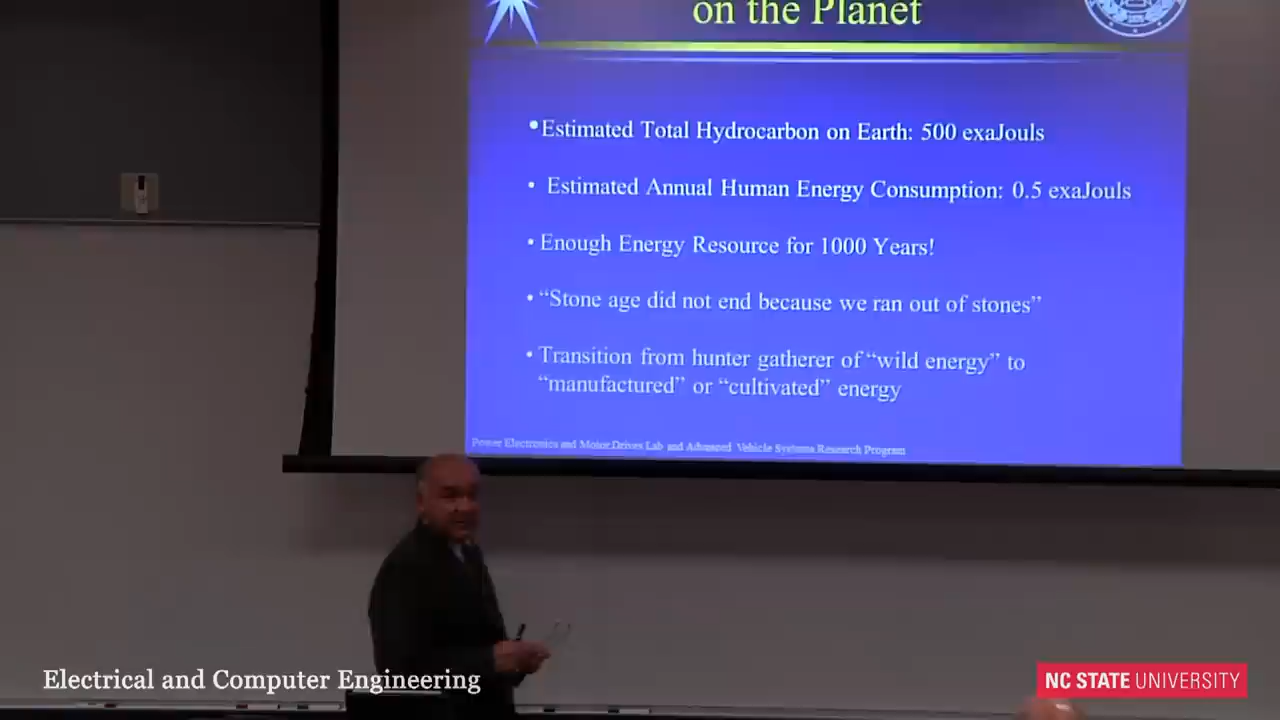 on the Planet
•Estimated Total Hydrocarbon on Earth: 500 exaJouls
• Estimated Annual Human Energy Consumption: 0.5 exaJouls
• Enough Energy Resource for 1000 Years!
• “Stone age did not end because we ran out of stones”
• Transition from hunter gatherer of “wild energy” to
“manufactured” or “cultivated” energy
Power Electronics and Motor Drives Lab and Advanced Vehicle Systems Research Program
Electrical and Computer Engineering
NC STATE UNIVERSITY